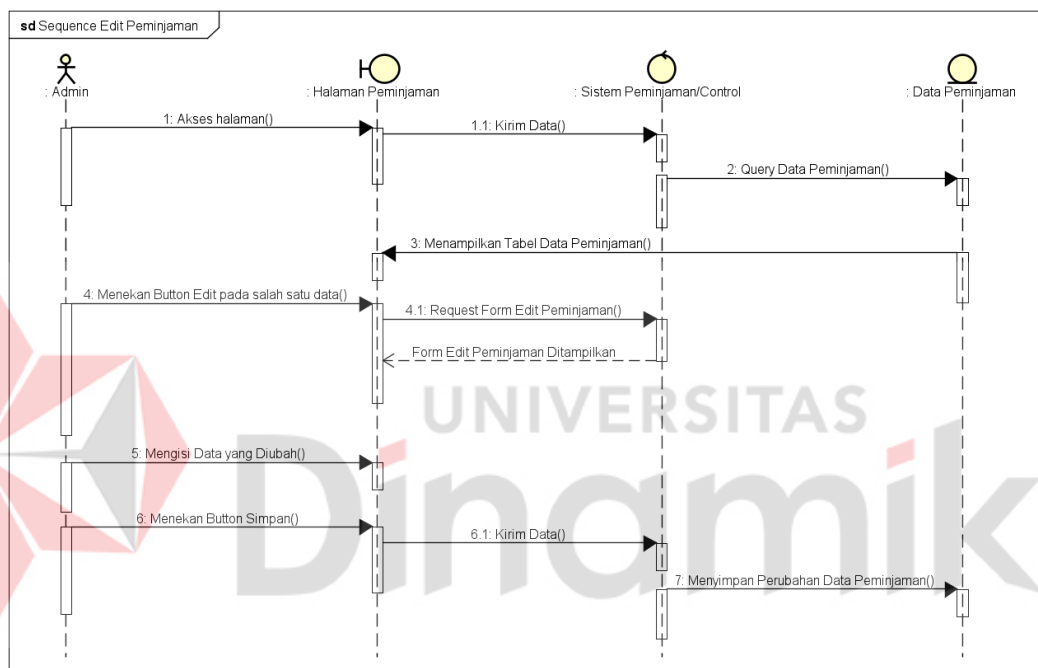 sd Sequence Edit Peminjaman
: Admin
: Halaman Peminjaman
: Sistem Peminjaman/Control
: Data Peminjaman
1: Akses halaman()
1.1: Kirim Data()
2: Query Data Peminjaman()
3: Menampilkan Tabel Data Peminjaman()
4: Menekan Button Edit pada salah satu data()
4.1: Request Form Edit Peminjaman()
Form Edit Peminjaman Ditampilkan
UNIVERSITAS
Dinamik
5: Mengisi Data yang Diubah()
6: Menekan Button Simpan()
6.1: Kirim Data()
7: Menyimpan Perubahan Data Peminjaman()